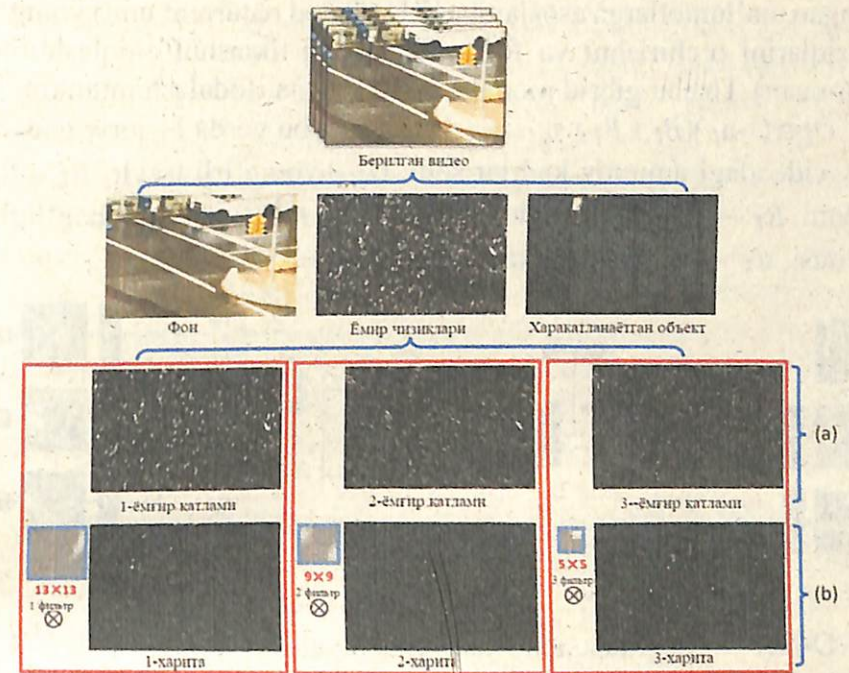 Берилган видео
Фон
Ёмғир чизиклари
Харакатланаётган объект
(a)
1-ёмғир катлами
2-ёмғир катлами
3--ёмғир катлами
13×13
1 фильтр
9×9
2 фильтр
5×5
3 фильтр
(b)
1-харита
2-харита
3-харита